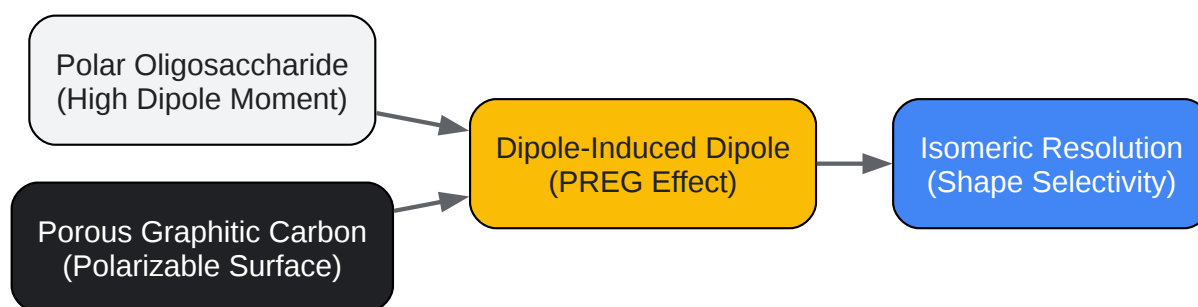 Polar Oligosaccharide
(High Dipole Moment)
Porous Graphitic Carbon
(Polarizable Surface)
Dipole-Induced Dipole
(PREG Effect)
Isomeric Resolution
(Shape Selectivity)